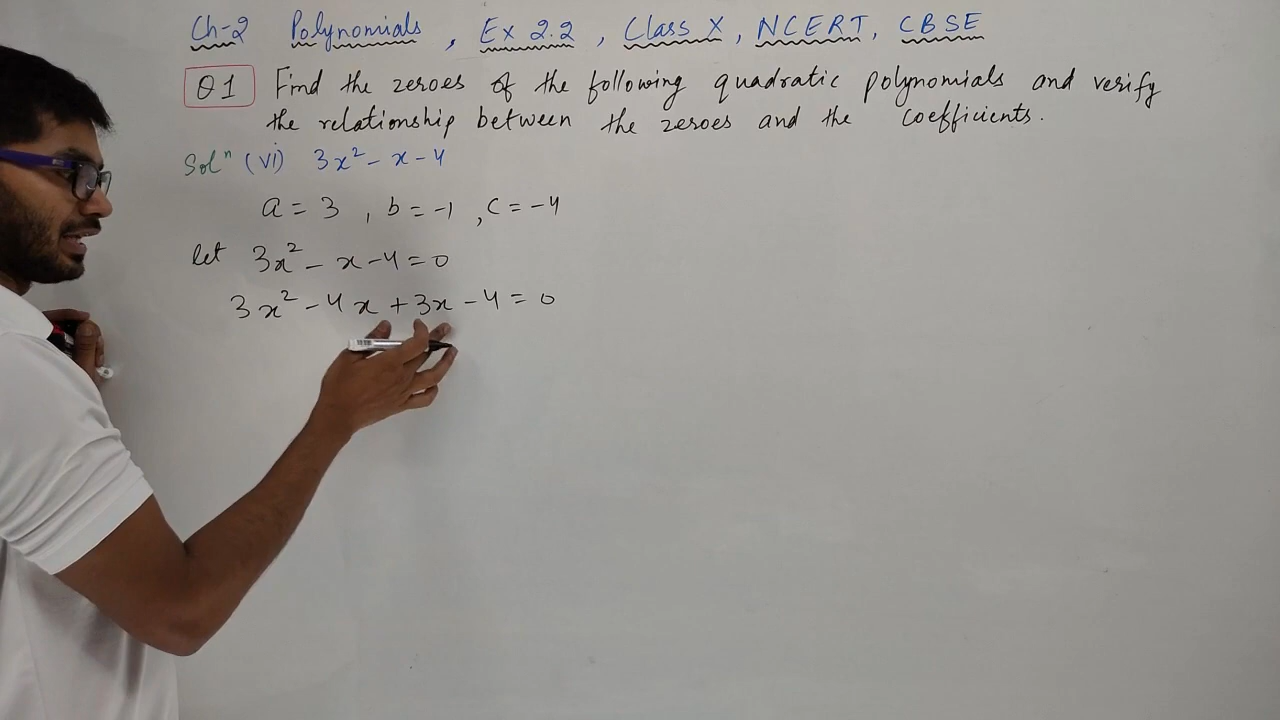 Ch-2 Polynomials, Ex 2.2, Class X, NCERT, CBSE
Q1 Find the zeroes of the following quadratic polynomials and verify
the relationship between the zeroes and the coefficients.
Solⁿ (vi) 3x² - x - 4
a = 3, b = -1, c = -4
let 3x² - x - 4 = 0
3x² - 4x + 3x - 4 = 0